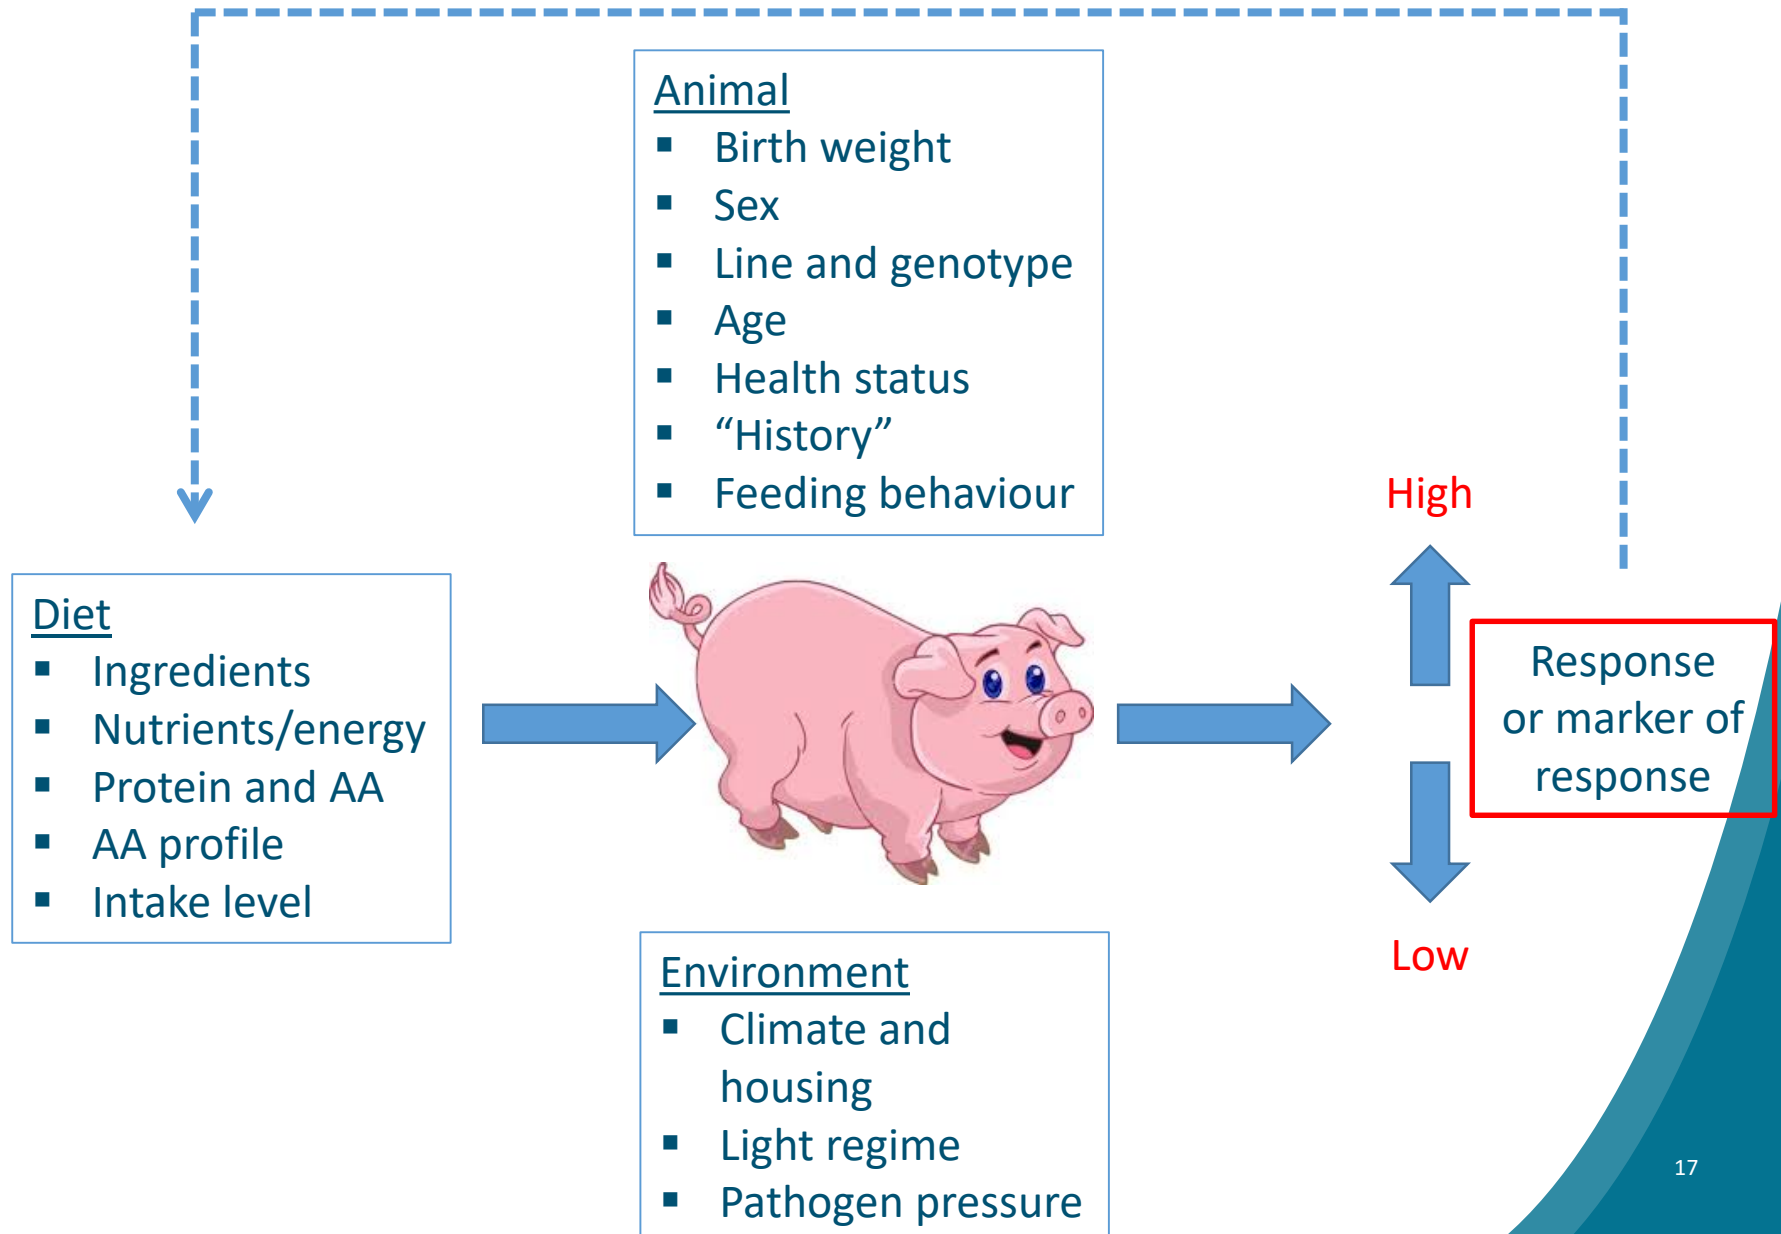 Animal
▪ Birth weight
▪ Sex
▪ Line and genotype
▪ Age
▪ Health status
▪ “History”
▪ Feeding behaviour
Diet
▪ Ingredients
▪ Nutrients/energy
▪ Protein and AA
▪ AA profile
▪ Intake level
High
Response
or marker of
response
Low
Environment
▪ Climate and
housing
▪ Light regime
▪ Pathogen pressure
17